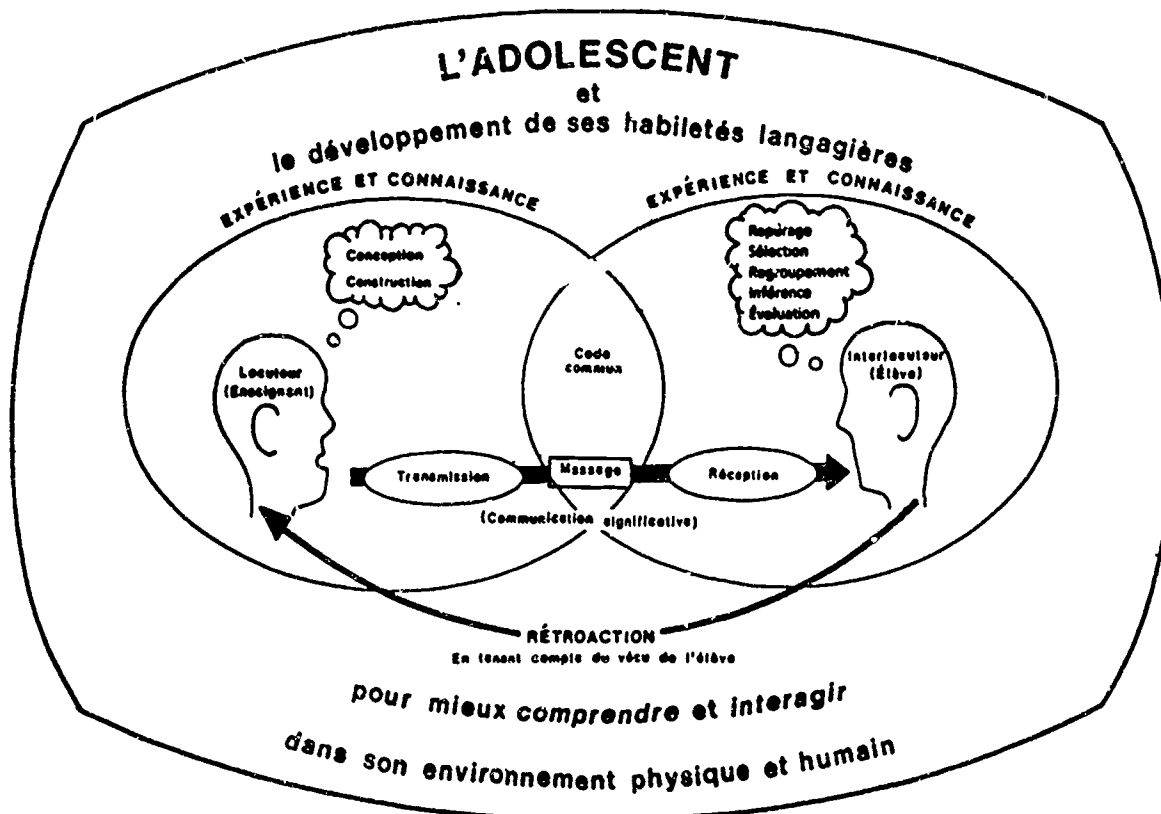 L'ADOLESCENT
et
le développement de ses habiletés langagières
EXPÉRIENCE ET CONNAISSANCE
EXPÉRIENCE ET CONNAISSANCE
Conception
Construction
Repérage
Sélection
Regroupement
Inférence
Évaluation
Locuteur
(Enseignant)
Code
commun
Interlocuteur
(Élève)
Transmission
Message
Réception
(Communication significative)
RÉTROACTION
En tenant compte du vécu de l'élève
pour mieux comprendre et interagir
dans son environnement physique et humain